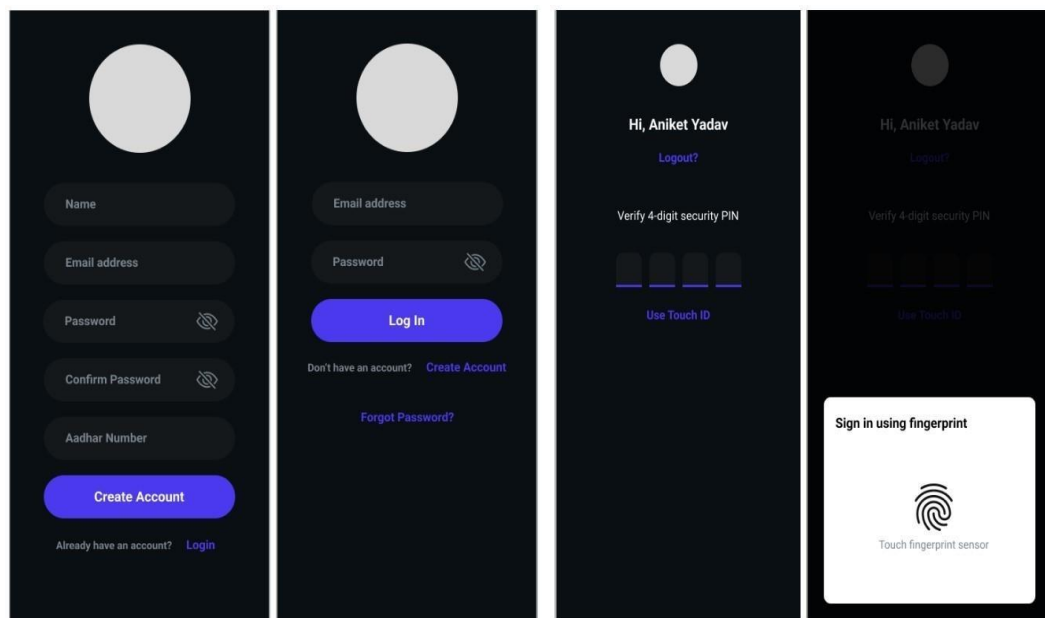 Name
Email address
Password
Confirm Password
Aadhar Number
Create Account
Already have an account? Login
Email address
Password
Log In
Don't have an account? Create Account
Forgot Password?
Hi, Aniket Yadav
Logout?
Verify 4-digit security PIN
Use Touch ID
Hi, Aniket Yadav
Logout?
Verify 4-digit security PIN
Use Touch ID
Sign in using fingerprint
Touch fingerprint sensor